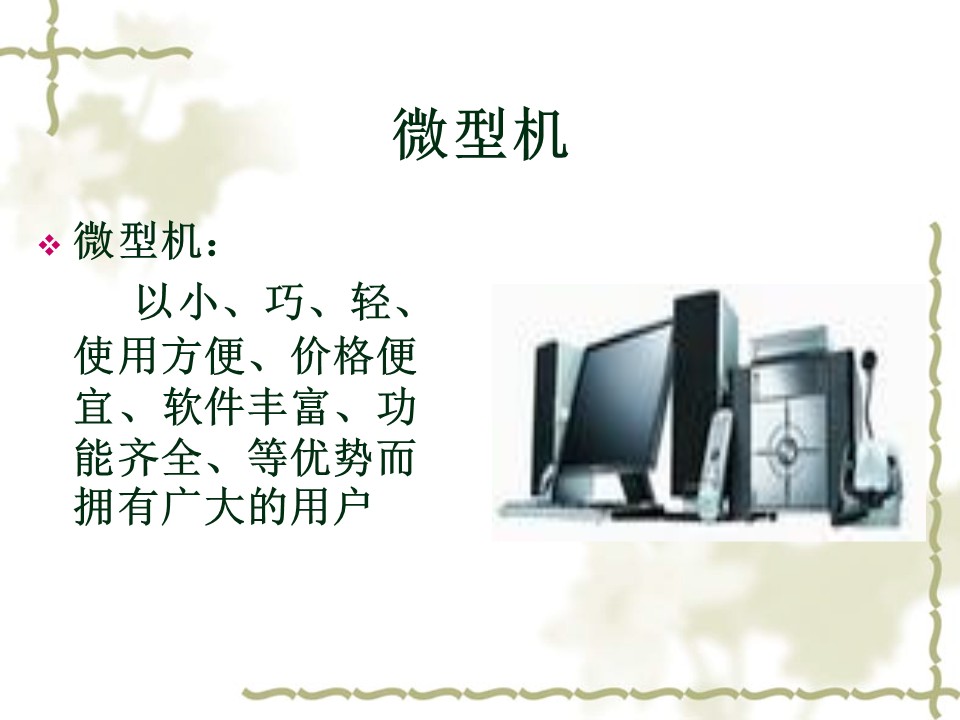 微型机
微型机：
以小、巧、轻、
使用方便、价格便
宜、软件丰富、功
能齐全、等优势而
拥有广大的用户